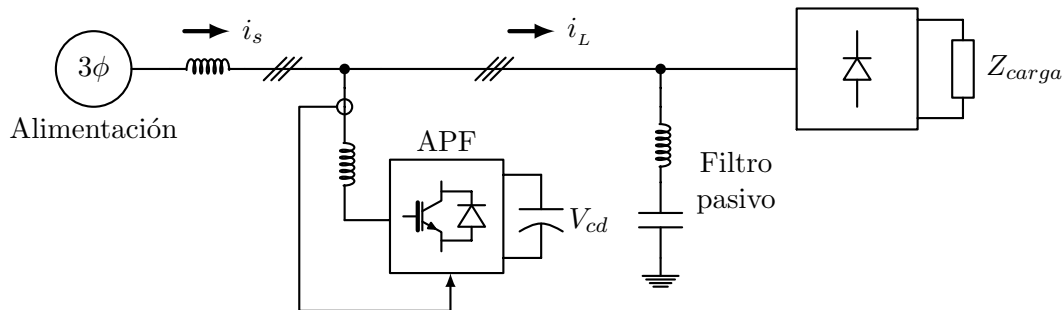 i_s
i_L
3ϕ
Z_carga
Alimentación
APF
Filtro
pasivo
V_cd